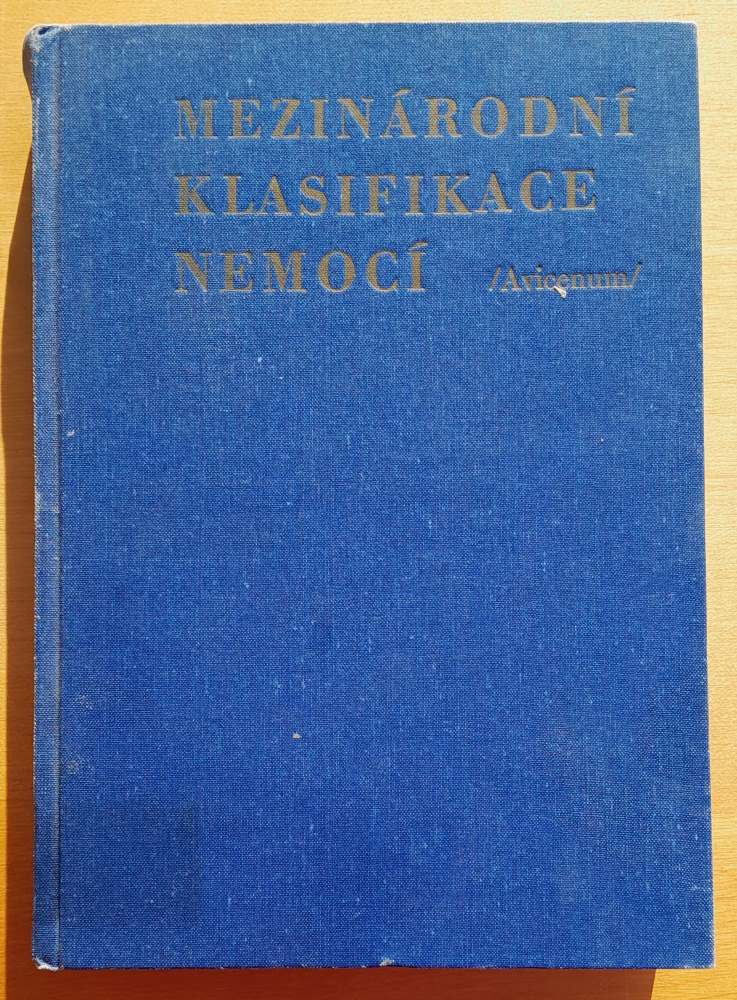 MEZINÁRODNÍ
KLASIFIKACE
NEMOCÍ /Avicenum/